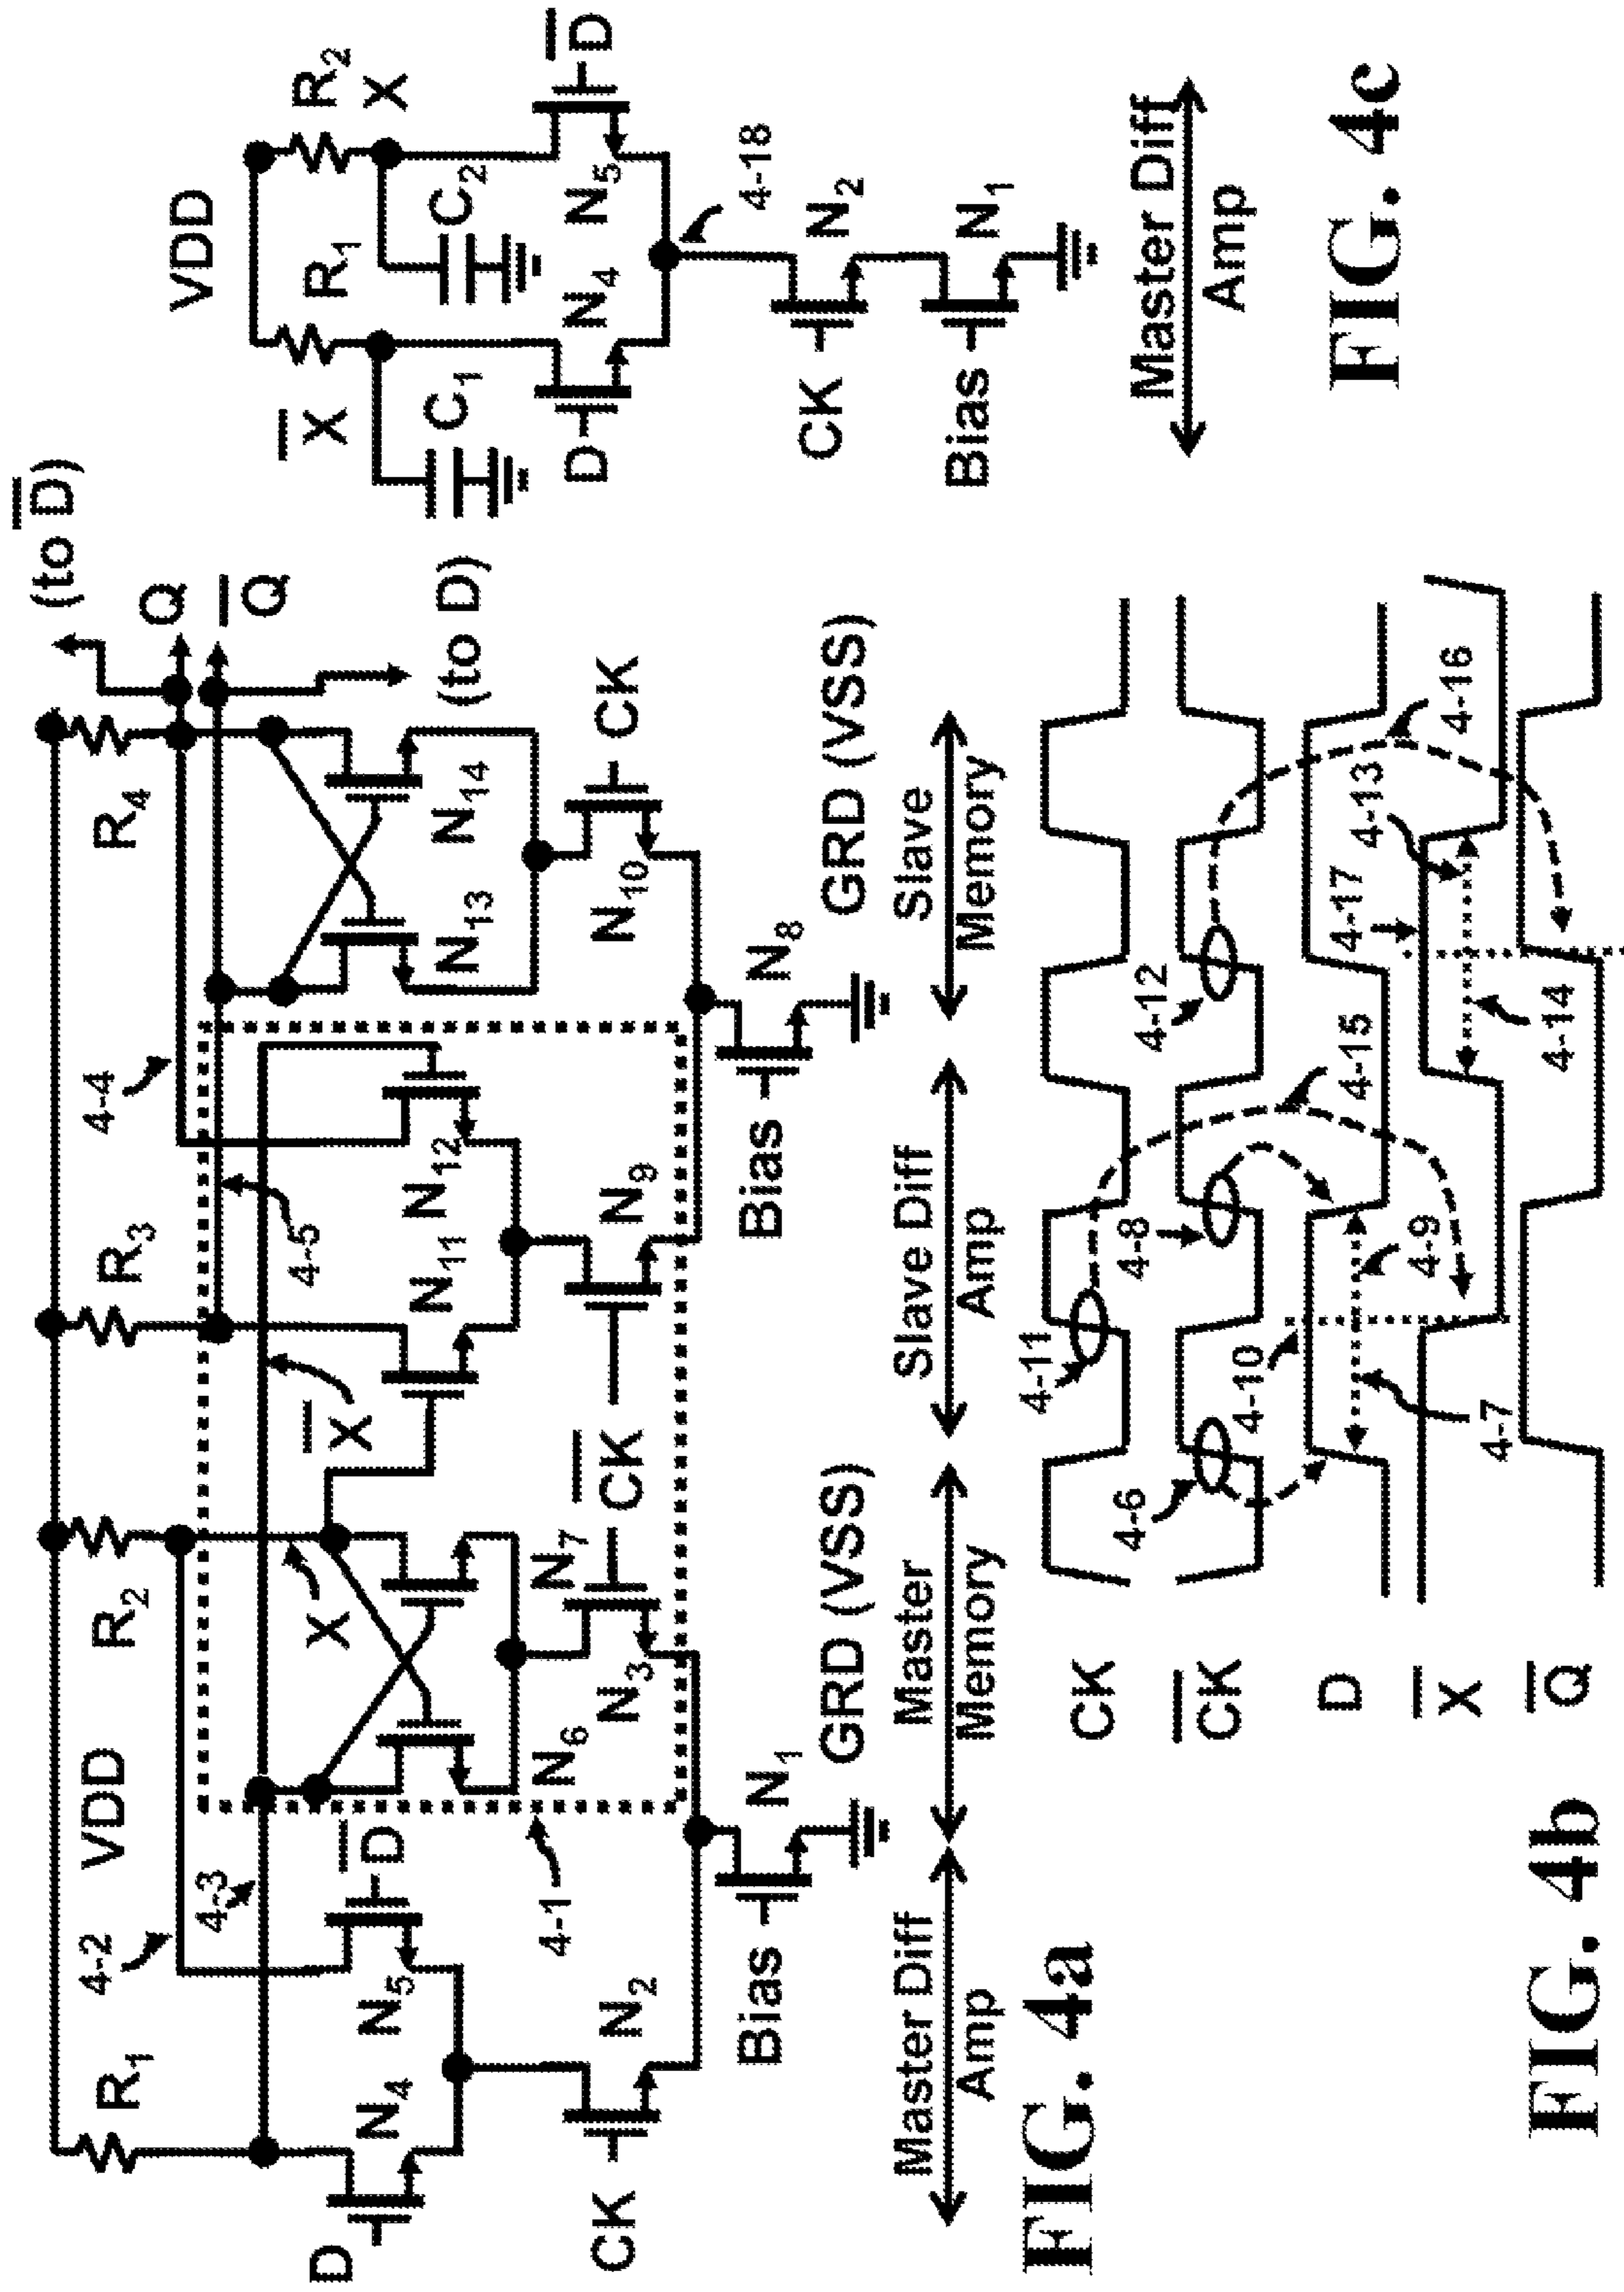 VDD
R1
R2
R3
R4
4-2
4-3
4-4
4-5
(to D̅)
Q
Q̅
(to D)
D
N4
N5
D̅
X
X̅
N6
N7
N11
N12
N13
N14
4-1
CK
N2
N3
C̅K̅
N9
N10
CK
Bias
N1
GRD (VSS)
Bias
N8
GRD (VSS)
Master Diff Amp
Master Memory
Slave Diff Amp
Slave Memory
FIG. 4a
CK
C̅K̅
D
X̅
Q̅
4-6
4-7
4-8
4-9
4-10
4-11
4-12
4-13
4-14
4-15
4-16
4-17
FIG. 4b
VDD
R1
R2
X̅
X
C1
C2
D
N4
N5
D̅
4-18
CK
N2
Bias
N1
Master Diff Amp
FIG. 4c